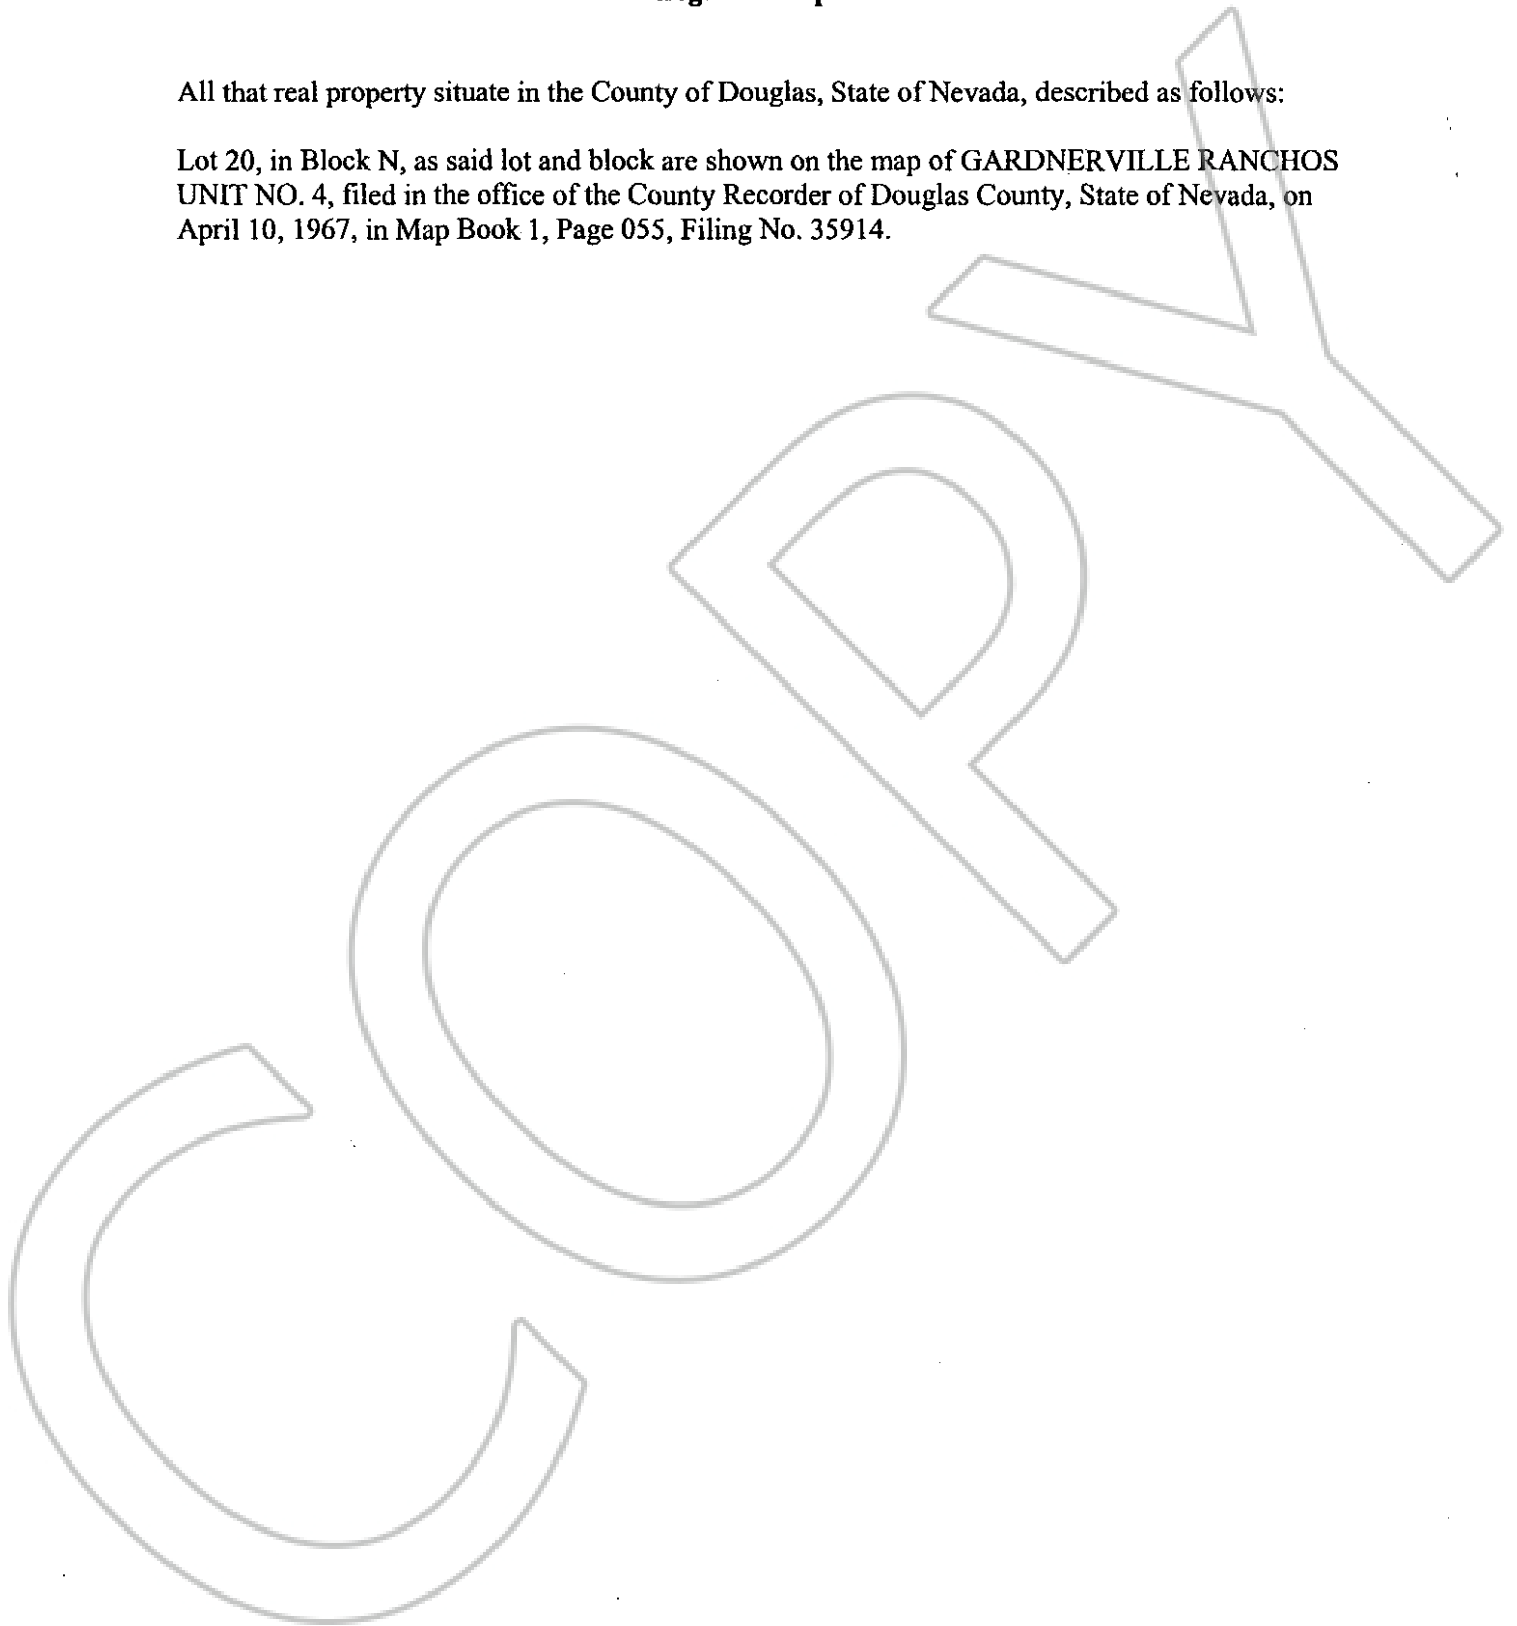 All that real property situate in the County of Douglas, State of Nevada, described as follows:
Lot 20, in Block N, as said lot and block are shown on the map of GARDNERVILLE RANCHOS
UNIT NO. 4, filed in the office of the County Recorder of Douglas County, State of Nevada, on
April 10, 1967, in Map Book 1, Page 055, Filing No. 35914.
COPY